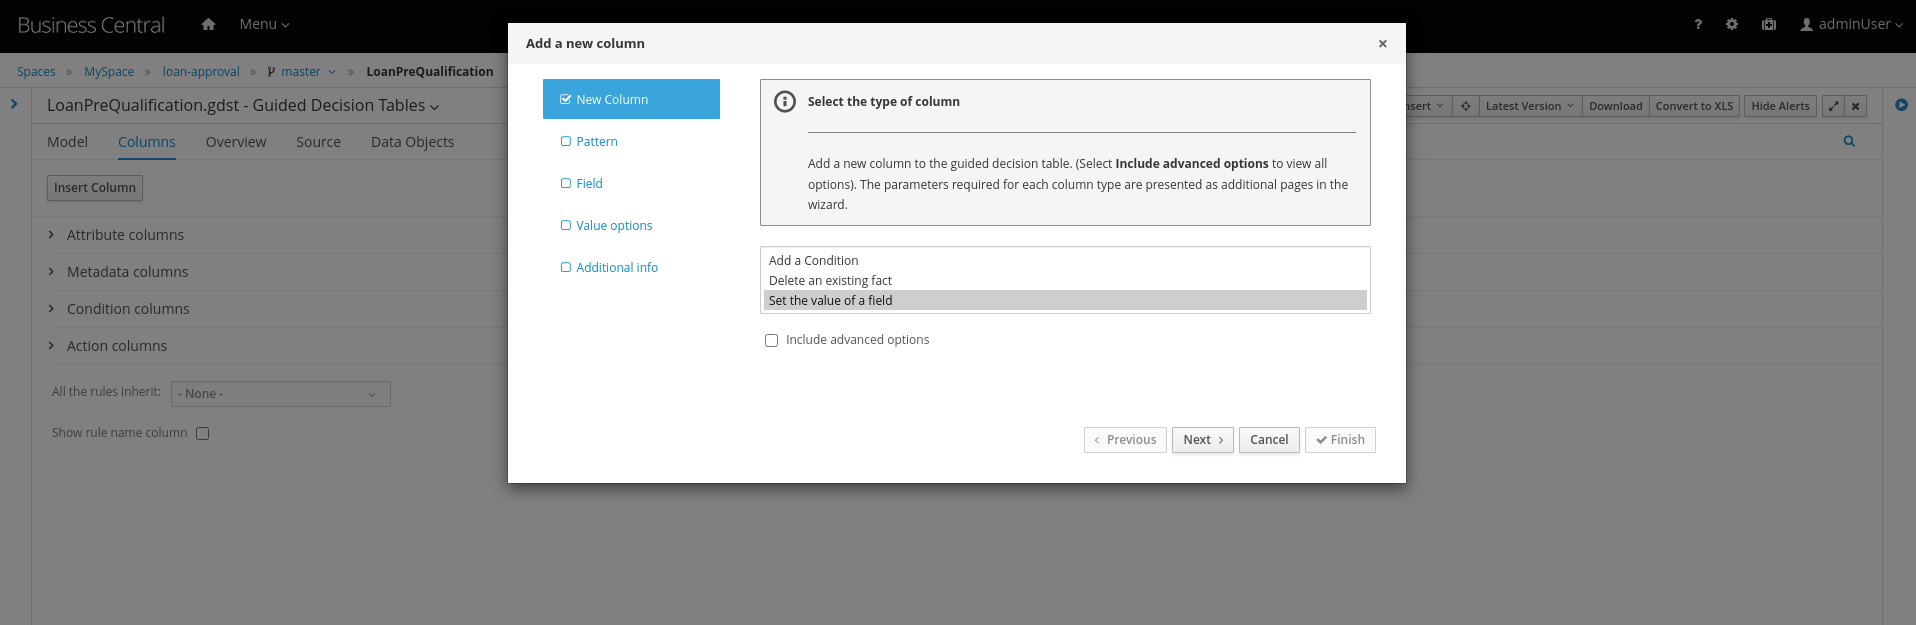 Business Central
Menu
adminUser
Spaces » MySpace » loan-approval » master » LoanPreQualification
LoanPreQualification.gdst - Guided Decision Tables
nsert
Latest Version
Download
Convert to XLS
Hide Alerts
Model
Columns
Overview
Source
Data Objects
Insert Column
Attribute columns
Metadata columns
Condition columns
Action columns
All the rules inherit:
- None -
Show rule name column
Add a new column
New Column
Pattern
Field
Value options
Additional info
Select the type of column
Add a new column to the guided decision table. (Select Include advanced options to view all
options). The parameters required for each column type are presented as additional pages in the
wizard.
Add a Condition
Delete an existing fact
Set the value of a field
Include advanced options
Previous
Next
Cancel
Finish